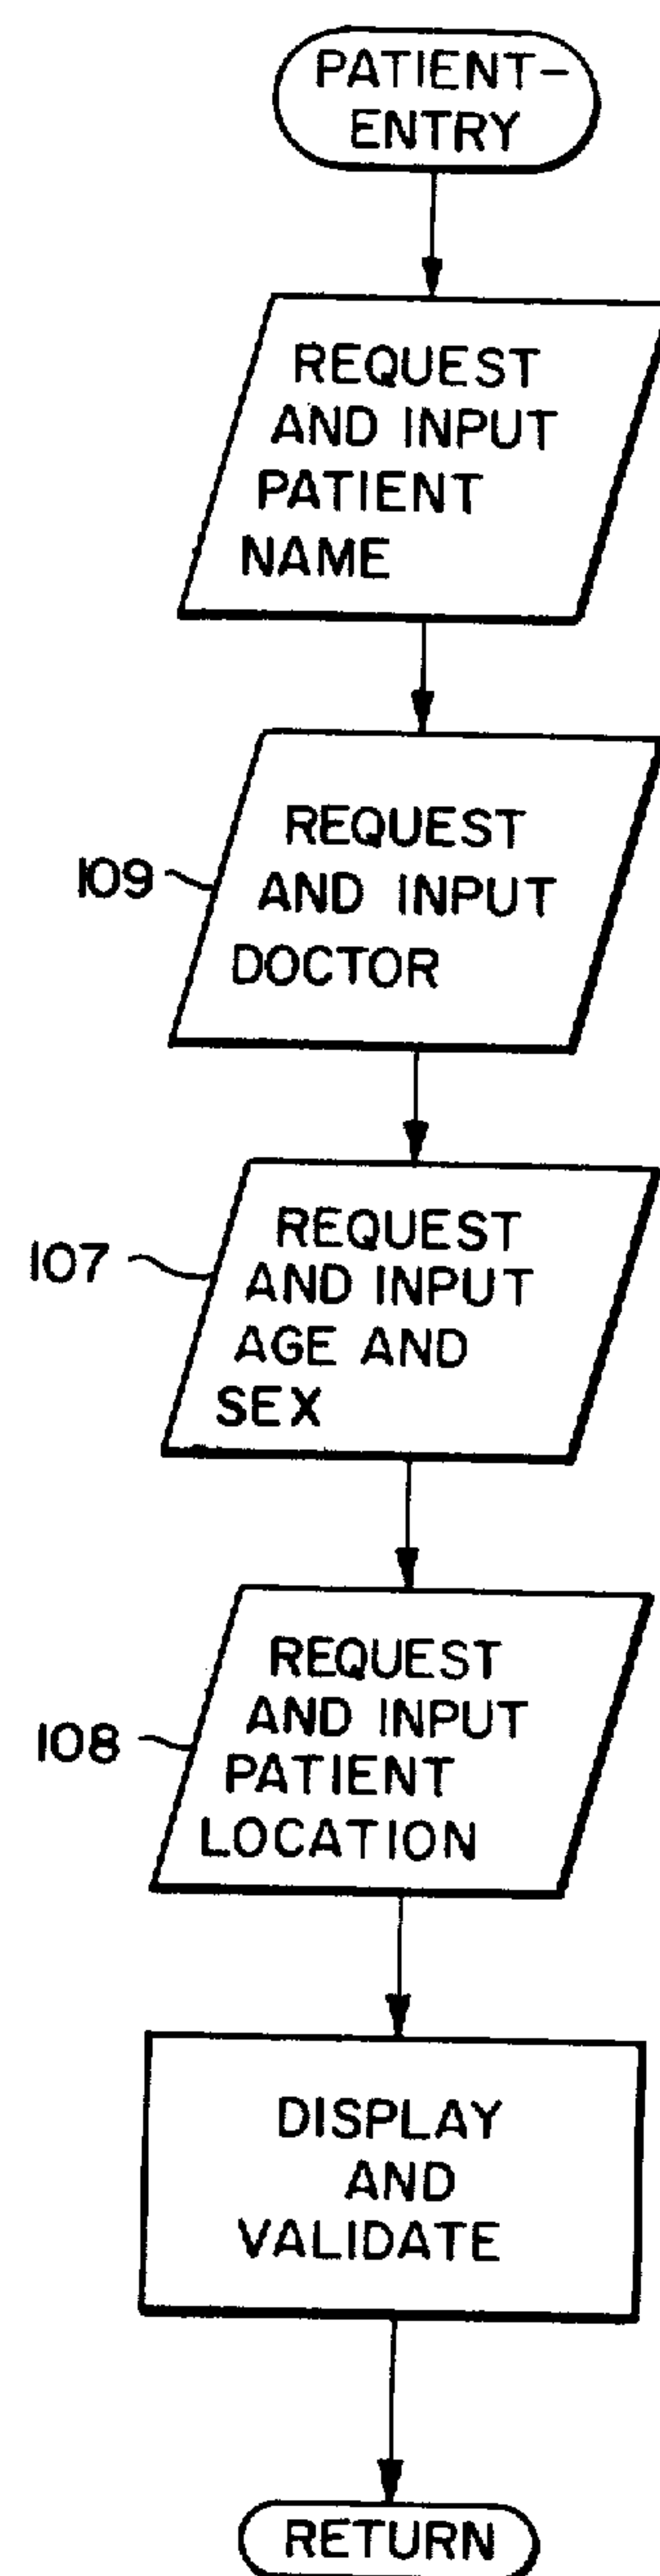 PATIENT-
ENTRY
REQUEST
AND INPUT
PATIENT
NAME
109
REQUEST
AND INPUT
DOCTOR
107
REQUEST
AND INPUT
AGE AND
SEX
108
REQUEST
AND INPUT
PATIENT
LOCATION
DISPLAY
AND
VALIDATE
RETURN